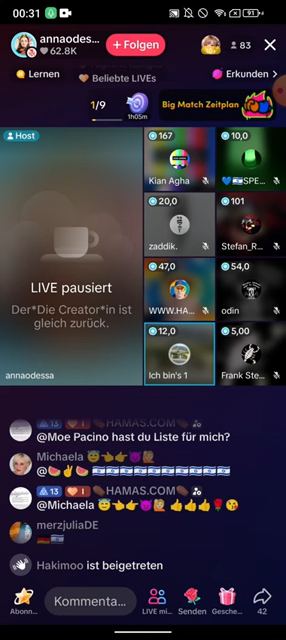 00:31
91
annaodes...
62.8K
+ Folgen
83
Lernen
Beliebte LIVEs
Erkunden
1/9
1h05m
Big Match Zeitplan
Host
167
Kian Agha
10,0
SPE...
20,0
zaddik.
101
Stefan_R...
47,0
WWW.HA...
54,0
odin
12,0
Ich bin's 1
5,00
Frank Ste...
LIVE pausiert
Der*Die Creator*in ist
gleich zurück.
annaodessa
13 1 HAMAS.COM
@Moe Pacino hast du Liste für mich?
Michaela
@
13 1 HAMAS.COM
@Michaela
merzjuliaDE
Hakimoo ist beigetreten
Abonn...
Kommenta...
LIVE mi...
Senden
Gesche...
42